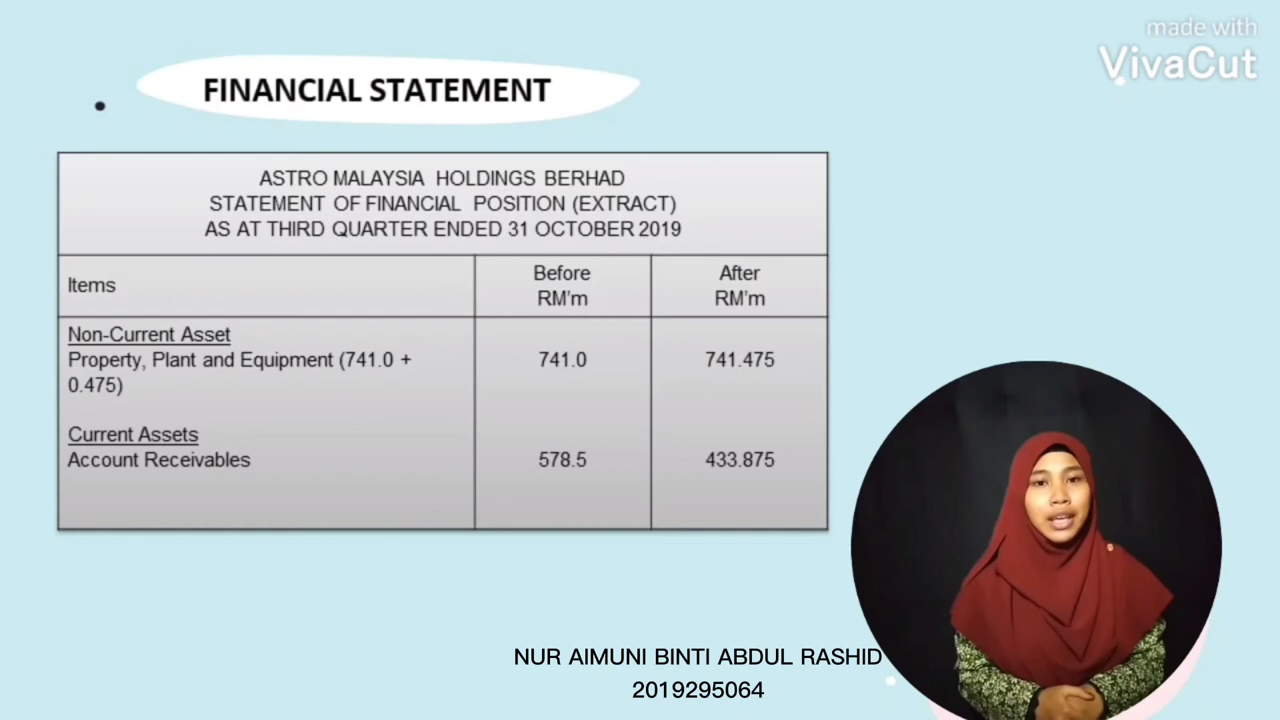 made with
VivaCut
FINANCIAL STATEMENT
ASTRO MALAYSIA HOLDINGS BERHAD
STATEMENT OF FINANCIAL POSITION (EXTRACT)
AS AT THIRD QUARTER ENDED 31 OCTOBER 2019
Items
Before
RM'm
After
RM'm
Non-Current Asset
Property, Plant and Equipment (741.0 +
0.475)
741.0
741.475
Current Assets
Account Receivables
578.5
433.875
NUR AIMUNI BINTI ABDUL RASHID
2019295064